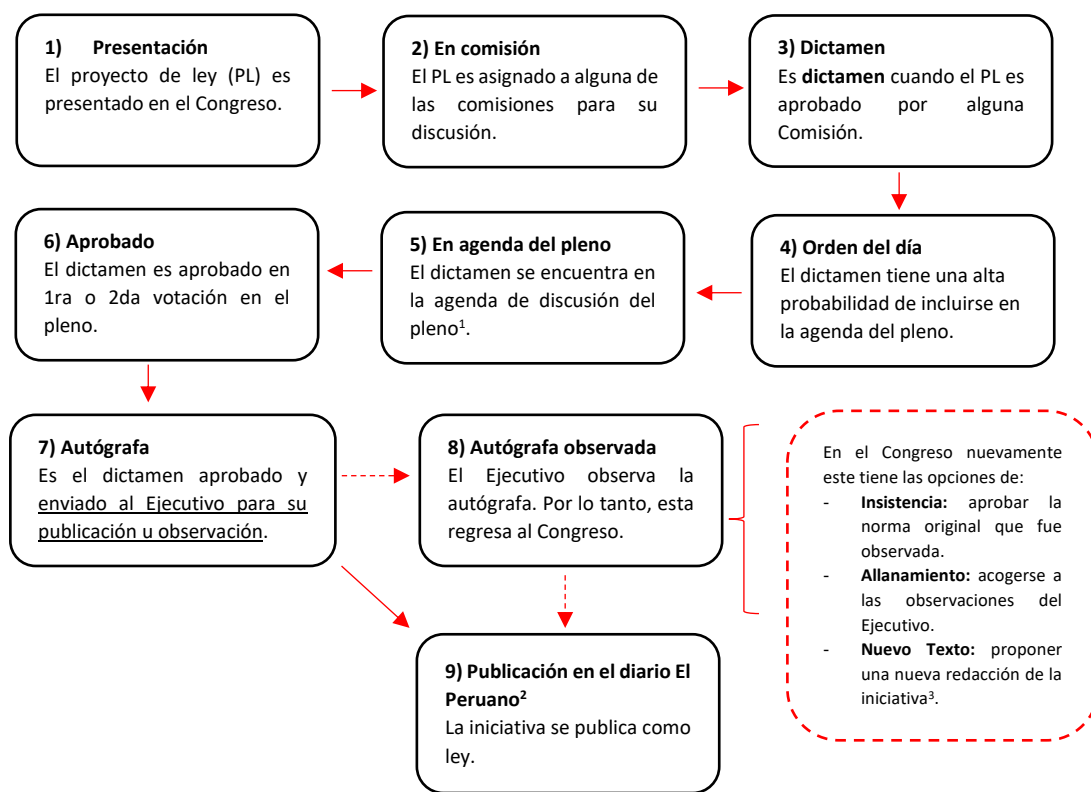 1) Presentación
El proyecto de ley (PL) es
presentado en el Congreso.
2) En comisión
El PL es asignado a alguna de
las comisiones para su
discusión.
3) Dictamen
Es dictamen cuando el PL es
aprobado por alguna
Comisión.
4) Orden del día
El dictamen tiene una alta
probabilidad de incluirse en
la agenda del pleno.
5) En agenda del pleno
El dictamen se encuentra en
la agenda de discusión del
pleno¹.
6) Aprobado
El dictamen es aprobado en
1ra o 2da votación en el
pleno.
7) Autógrafa
Es el dictamen aprobado y
enviado al Ejecutivo para su
publicación u observación.
8) Autógrafa observada
El Ejecutivo observa la
autógrafa. Por lo tanto, esta
regresa al Congreso.
En el Congreso nuevamente
este tiene las opciones de:
- Insistencia: aprobar la
norma original que fue
observada.
- Allanamiento: acogerse a
las observaciones del
Ejecutivo.
- Nuevo Texto: proponer
una nueva redacción de la
iniciativa³.
9) Publicación en el diario El
Peruano²
La iniciativa se publica como
ley.